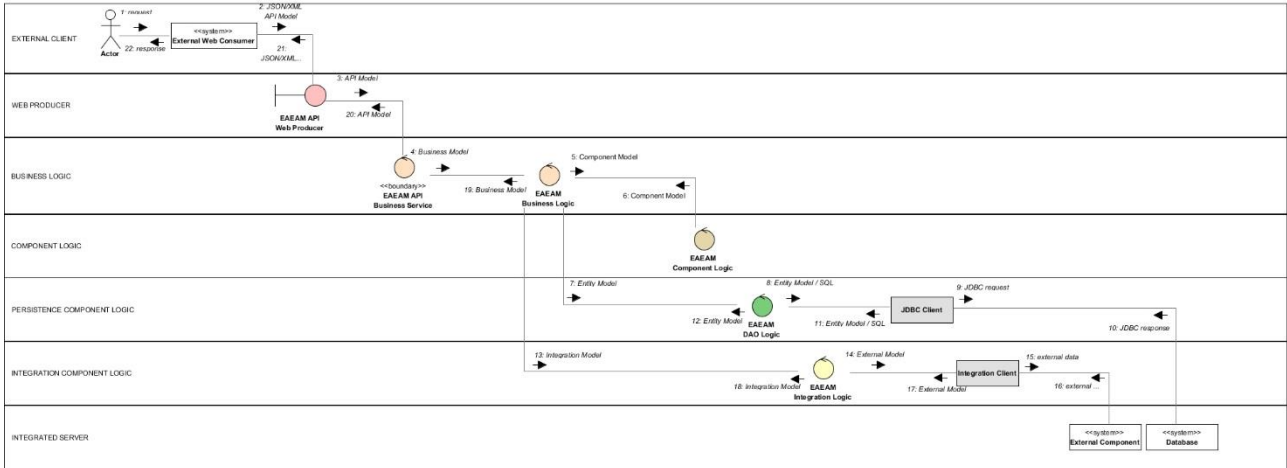 1: request
2: JSON/XML
API Model
EXTERNAL CLIENT
<<system>>
External Web Consumer
Actor
22: response
21:
JSON/XML...
3: API Model
WEB PRODUCER
20: API Model
EAEAM API
Web Producer
4: Business Model
5: Component Model
BUSINESS LOGIC
<<boundary>>
EAEAM API
Business Service
19: Business Model
EAEAM
Business Logic
6: Compnent Model
COMPONENT LOGIC
EAEAM
Component Logic
7: Entity Model
8: Entity Model / SQL
9: JDBC request
PERSISTENCE COMPONENT LOGIC
JDBC Client
12: Entity Model
EAEAM
DAO Logic
11: Entity Model / SQL
10: JDBC response
13: Integration Model
14: External Model
15: external data
INTEGRATION COMPONENT LOGIC
Integration Client
18: Integration Model
EAEAM
Integration Logic
17: External Model
16: external ...
INTEGRATED SERVER
<<system>>
External Component
<<system>>
Database